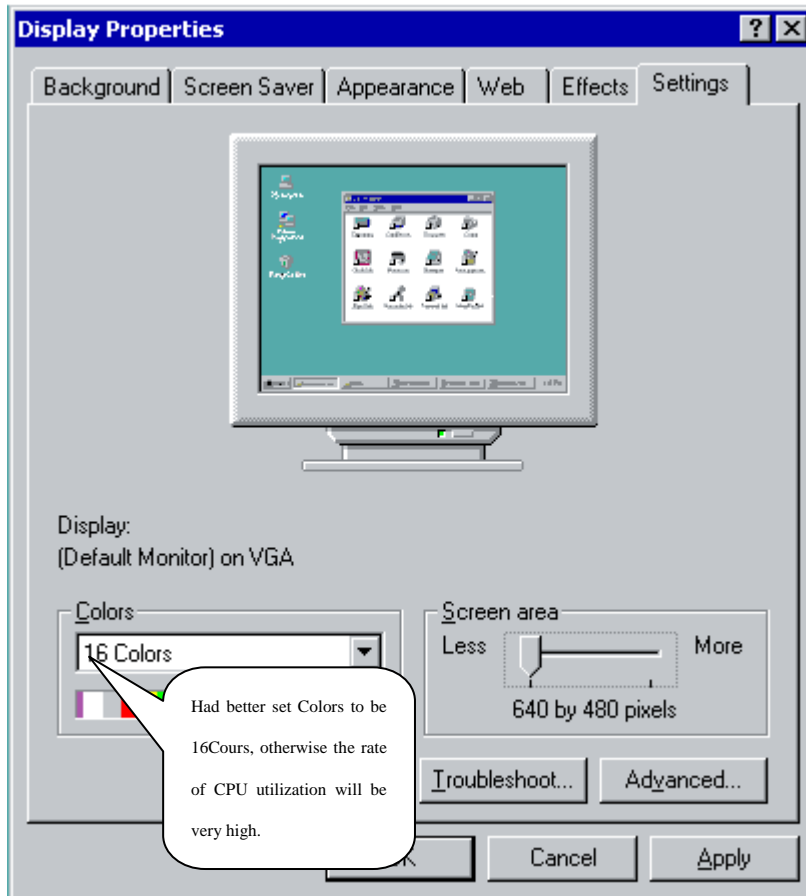 Display Properties
Background Screen Saver Appearance Web Effects Settings
Display:
(Default Monitor) on VGA
Colors
16 Colors
Screen area
Less More
640 by 480 pixels
Had better set Colors to be
16Cours, otherwise the rate
of CPU utilization will be
very high.
Troubleshoot... Advanced...
Cancel Apply